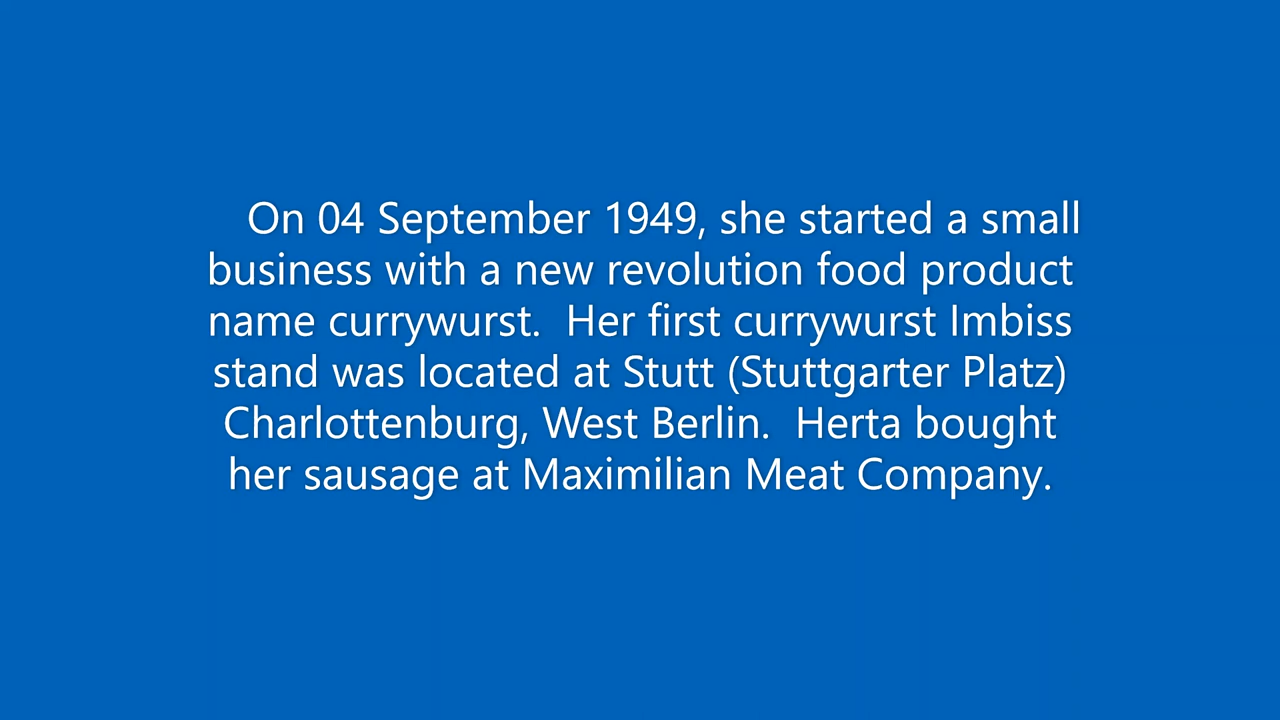 On 04 September 1949, she started a small
business with a new revolution food product
name currywurst.  Her first currywurst Imbiss
stand was located at Stutt (Stuttgarter Platz)
Charlottenburg, West Berlin.  Herta bought
her sausage at Maximilian Meat Company.